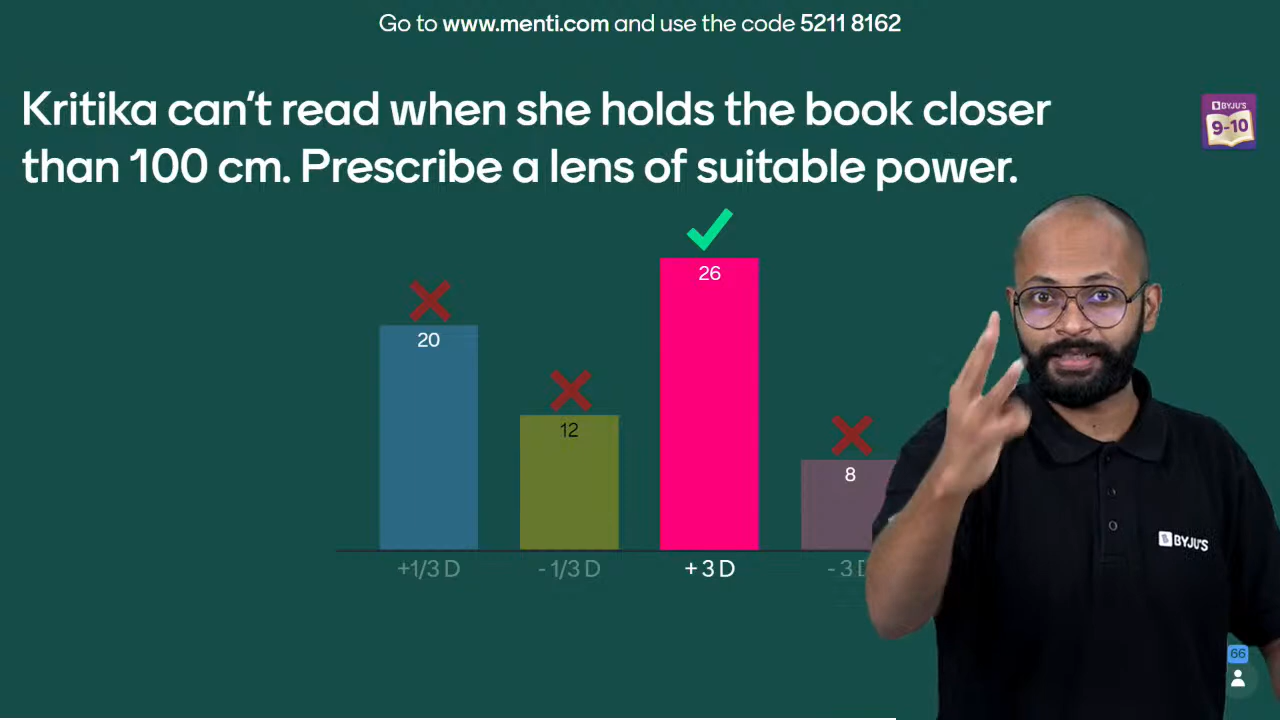 Go to www.menti.com and use the code 5211 8162
Kritika can't read when she holds the book closer
than 100 cm. Prescribe a lens of suitable power.
BYJU'S
9-10
26
20
12
8
+1/3 D
- 1/3 D
+ 3 D
- 3 D
BYJU'S
66